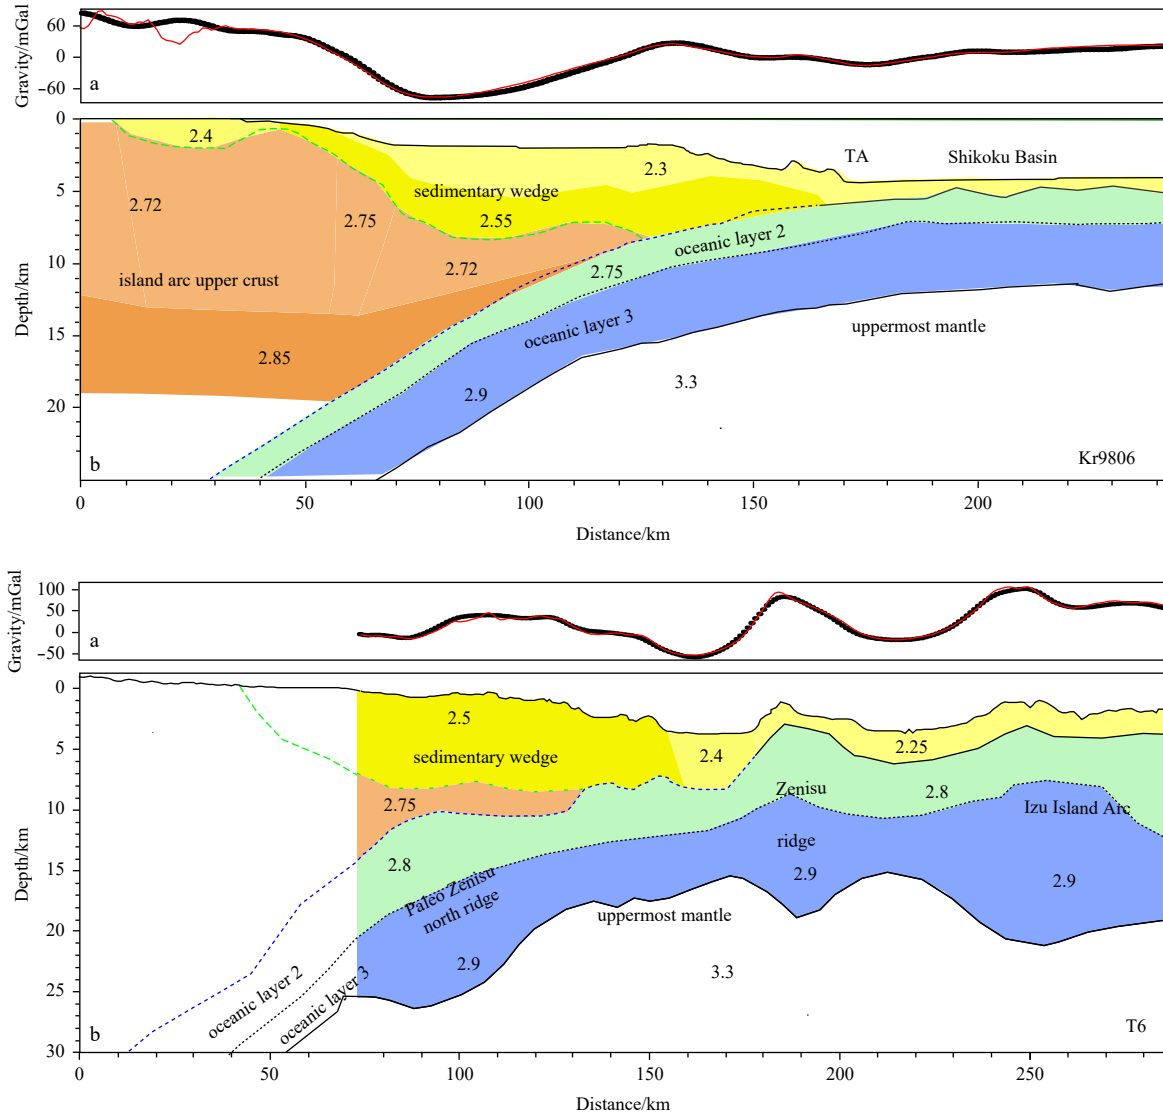 Gravity/mGal
60
0
−60
a
0
5
10
15
20
Depth/km
2.4
2.3
TA
Shikoku Basin
sedimentary wedge
2.72
2.75
2.55
oceanic layer 2
2.72
2.75
island arc upper crust
oceanic layer 3
uppermost mantle
2.85
2.9
3.3
b
Kr9806
0
50
100
150
200
Distance/km
Gravity/mGal
100
50
0
−50
a
0
5
10
15
20
25
30
Depth/km
2.5
2.4
2.25
sedimentary wedge
2.75
Zenisu
2.8
Izu Island Arc
2.8
ridge
Paleo Zenisu
north ridge
2.9
2.9
uppermost mantle
2.9
3.3
oceanic layer 2
oceanic layer 3
b
T6
0
50
100
150
200
250
Distance/km